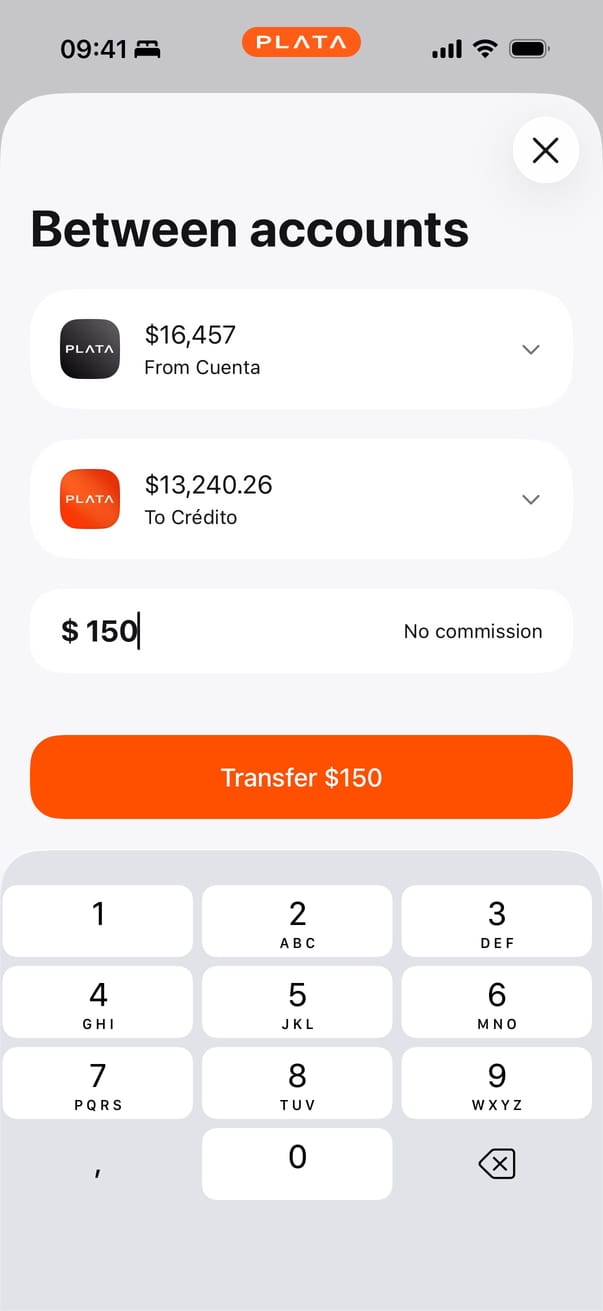 09:41
PLATA
Between accounts
PLATA
$16,457
From Cuenta
PLATA
$13,240.26
To Crédito
$ 150
No commission
Transfer $150
1
2
ABC
3
DEF
4
GHI
5
JKL
6
MNO
7
PQRS
8
TUV
9
WXYZ
,
0